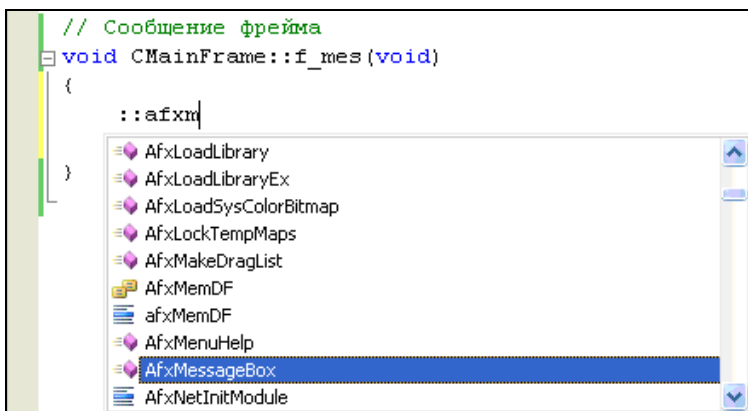 // Сообщение фрейма
void CMainFrame::f_mes(void)
{
::afxm
AfxLoadLibrary
AfxLoadLibraryEx
AfxLoadSysColorBitmap
AfxLockTempMaps
AfxMakeDragList
AfxMemDF
afxMemDF
AfxMenuHelp
AfxMessageBox
AfxNetInitModule
}